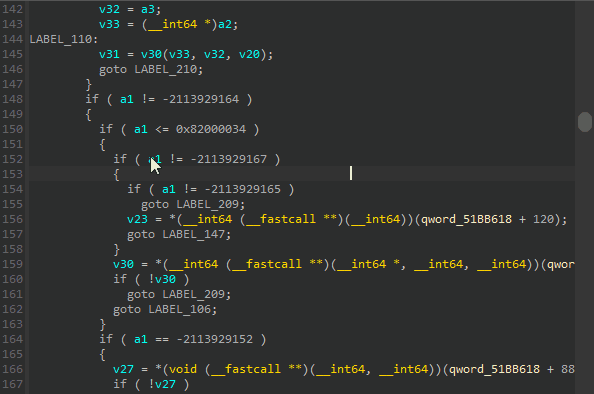 142 v32 = a3;
143 v33 = (__int64 *)a2;
144 LABEL_110:
145 v31 = v30(v33, v32, v20);
146 goto LABEL_210;
147 }
148 if ( a1 != -2113929164 )
149 {
150 if ( a1 <= 0x82000034 )
151 {
152 if ( a1 != -2113929167 )
153 {
154 if ( a1 != -2113929165 )
155 goto LABEL_209;
156 v23 = *(__int64 (__fastcall **)(__int64))(qword_51BB618 + 120);
157 goto LABEL_147;
158 }
159 v30 = *(__int64 (__fastcall **)(__int64 *, __int64, __int64))(qwor
160 if ( !v30 )
161 goto LABEL_209;
162 goto LABEL_106;
163 }
164 if ( a1 == -2113929152 )
165 {
166 v27 = *(void (__fastcall **)(__int64, __int64))(qword_51BB618 + 88
167 if ( !v27 )